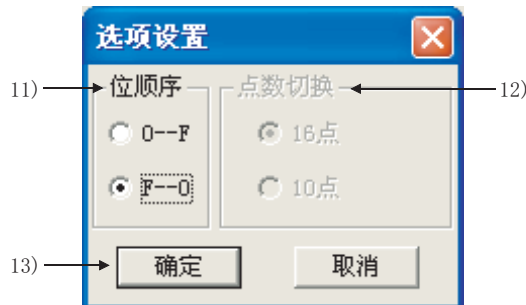 选项设置
11) 位顺序 点数切换 12)
0--F 16点
F--0 10点
13) 确定 取消